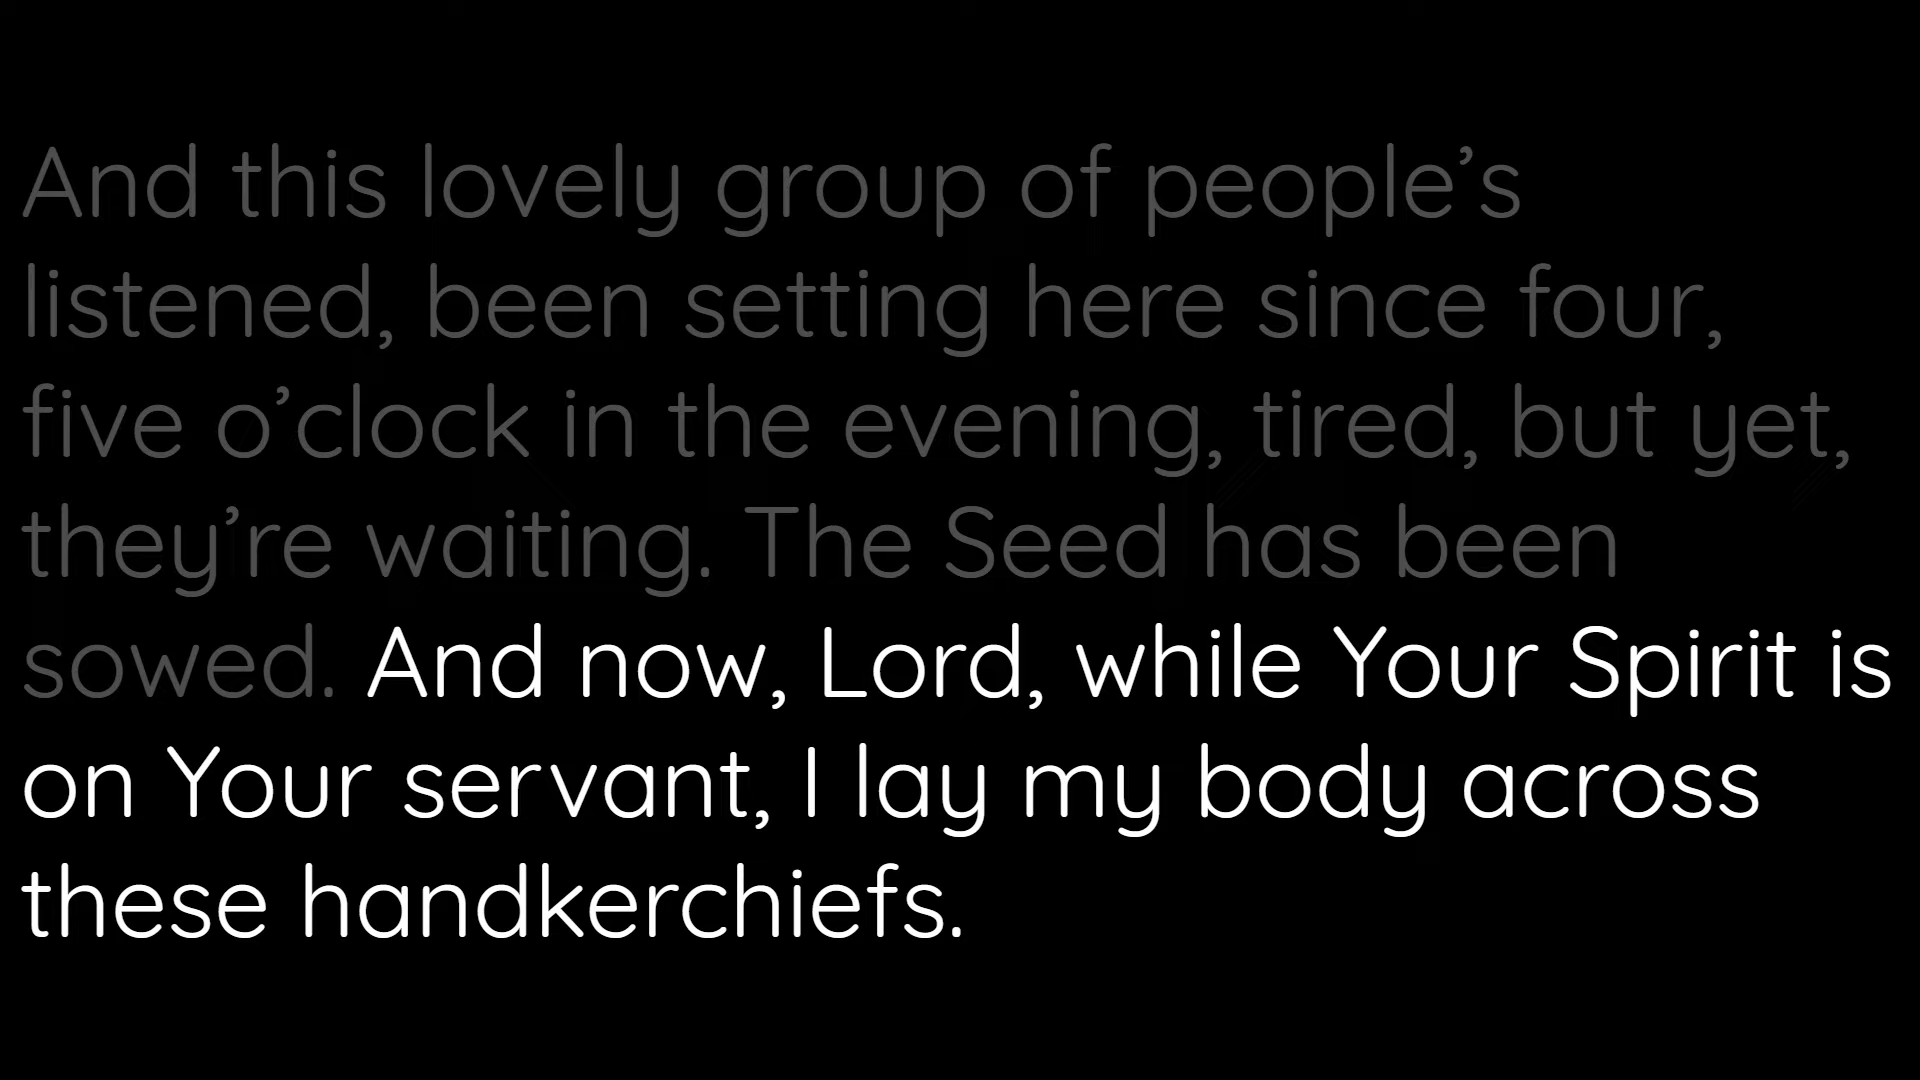 And this lovely group of people’s
listened, been setting here since four,
five o’clock in the evening, tired, but yet,
they’re waiting. The Seed has been
sowed. And now, Lord, while Your Spirit is
on Your servant, I lay my body across
these handkerchiefs.